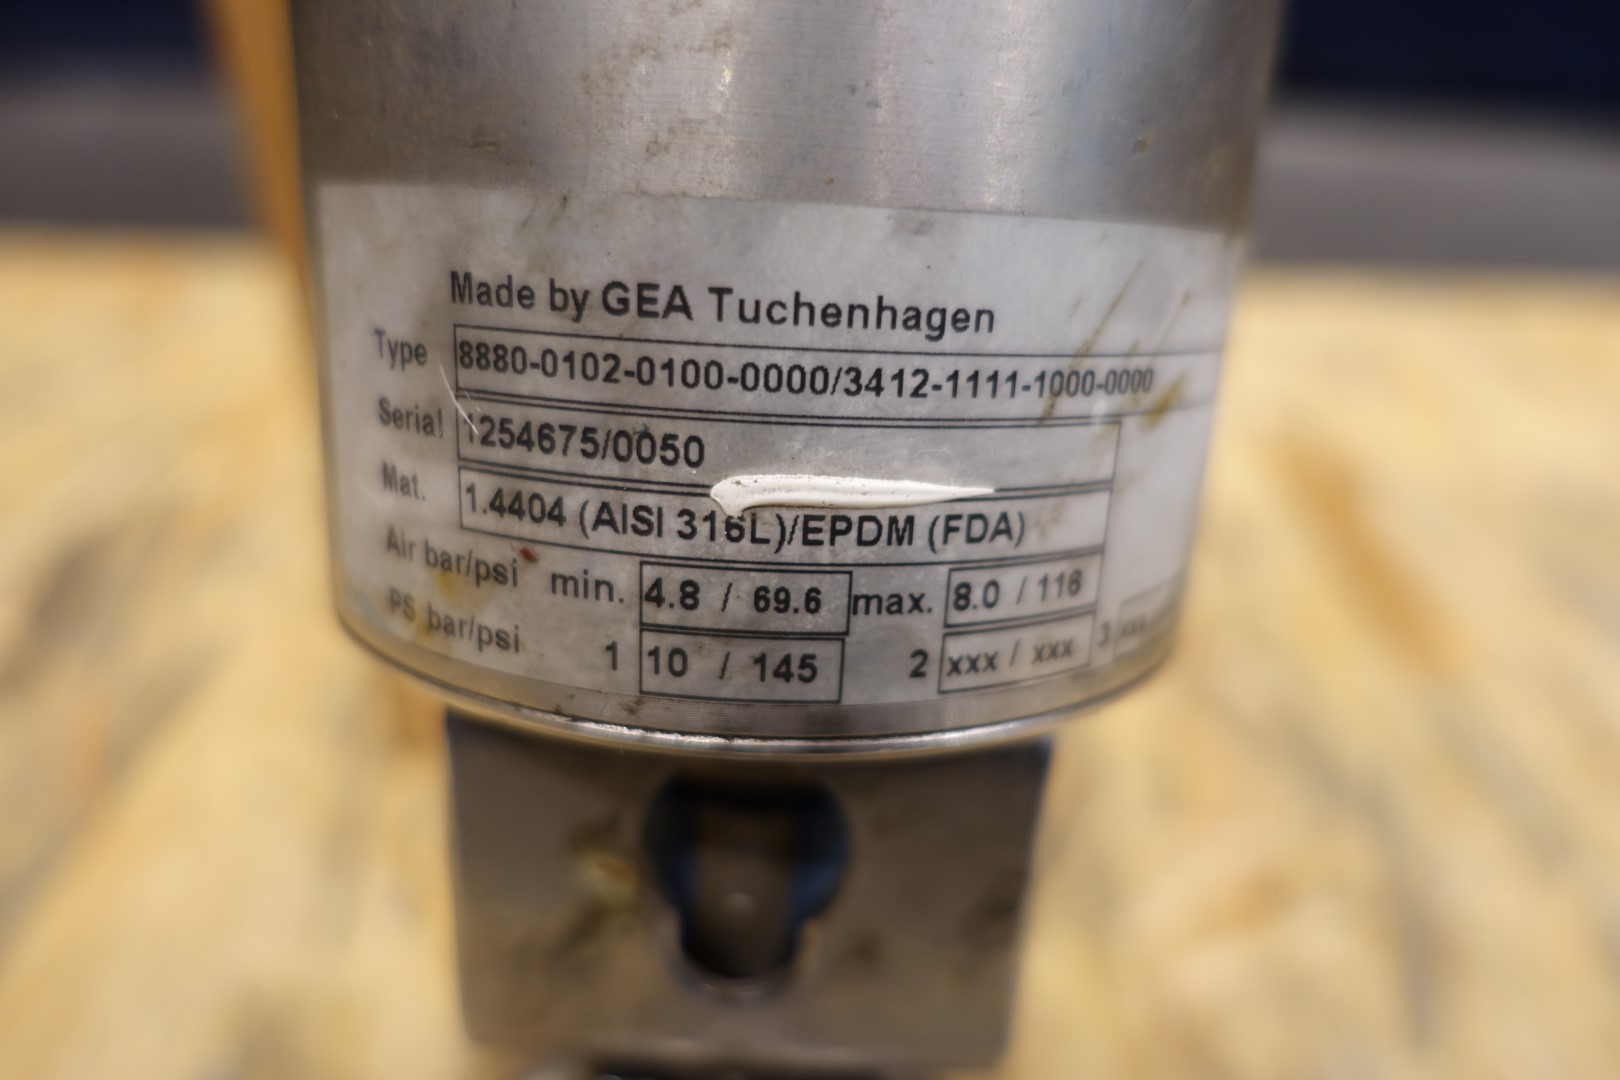 Made by GEA Tuchenhagen
Type 8880-0102-0100-0000/3412-1111-1000-0000
Serial 1254675/0050
Mat. 1.4404 (AISI 316L)/EPDM (FDA)
Air bar/psi min. 4.8 / 69.6 max. 8.0 / 116
PS bar/psi 1 10 / 145 2 xxx / xxx 3